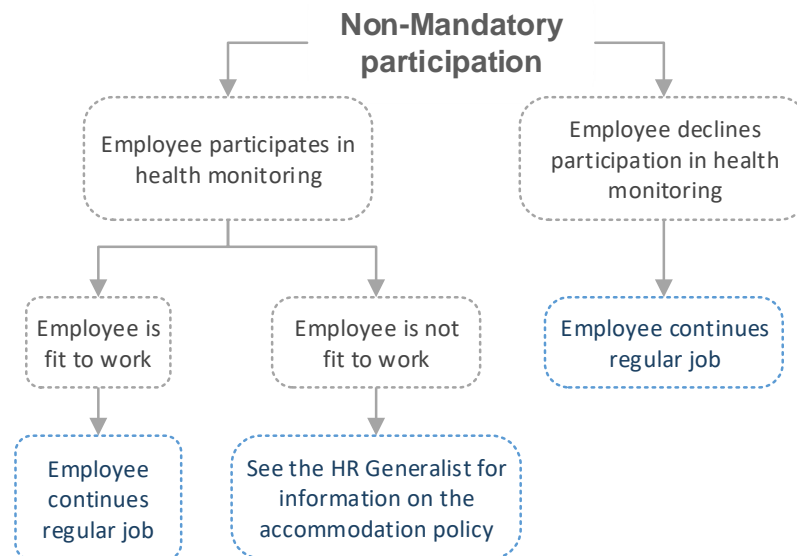 Non-Mandatory
participation
Employee participates in
health monitoring
Employee declines
participation in health
monitoring
Employee is
fit to work
Employee is not
fit to work
Employee continues
regular job
Employee
continues
regular job
See the HR Generalist for
information on the
accommodation policy